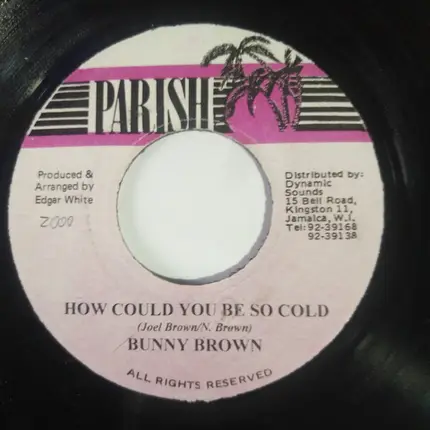 PARISH
Produced &
Arranged by
Edgar White
2000
Distributed by:
Dynamic
Sounds
15 Bell Road,
Kingston 11,
Jamaica, W.I.
Tel: 92-39168
92-39138
HOW COULD YOU BE SO COLD
(Joel Brown/N. Brown)
BUNNY BROWN
ALL RIGHTS RESERVED